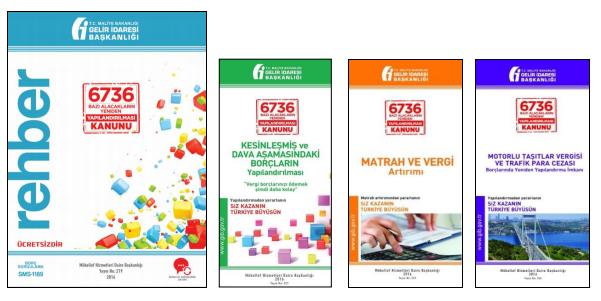 T.C. MALİYE BAKANLIĞI
GELİR İDARESİ
BAŞKANLIĞI
rehber
6736
BAZI ALACAKLARIN
YENİDEN
YAPILANDIRILMASI
KANUNU
ÜCRETSİZDİR
BORÇ
SORGULAMA
SMS-1189
Mükellef Hizmetleri Daire Başkanlığı
Yayın No: 219
2016
T.C. MALİYE BAKANLIĞI
GELİR İDARESİ
BAŞKANLIĞI
6736
BAZI ALACAKLARIN
YENİDEN
YAPILANDIRILMASI
KANUNU
KESİNLEŞMİŞ ve
DAVA AŞAMASINDAKİ
BORÇLARIN
Yapılandırılması
"Vergi borçlarınızı ödemek
şimdi daha kolay"
Yapılandırmadan yararlanın
SİZ KAZANIN
TÜRKİYE BÜYÜSÜN
www.gib.gov.tr
Mükellef Hizmetleri Daire Başkanlığı
2016
T.C. MALİYE BAKANLIĞI
GELİR İDARESİ
BAŞKANLIĞI
6736
BAZI ALACAKLARIN
YENİDEN
YAPILANDIRILMASI
KANUNU
MATRAH VE VERGİ
Artırımı
Matrah artırımından yararlanın
SİZ KAZANIN
TÜRKİYE BÜYÜSÜN
www.gib.gov.tr
Mükellef Hizmetleri Daire Başkanlığı
2016
T.C. MALİYE BAKANLIĞI
GELİR İDARESİ
BAŞKANLIĞI
6736
BAZI ALACAKLARIN
YENİDEN
YAPILANDIRILMASI
KANUNU
MOTORLU TAŞITLAR VERGİSİ
VE TRAFİK PARA CEZASI
Borçlarında Yeniden Yapılandırma İmkanı
Yapılandırmadan yararlanın
SİZ KAZANIN
TÜRKİYE BÜYÜSÜN
www.gib.gov.tr
Mükellef Hizmetleri Daire Başkanlığı
2016